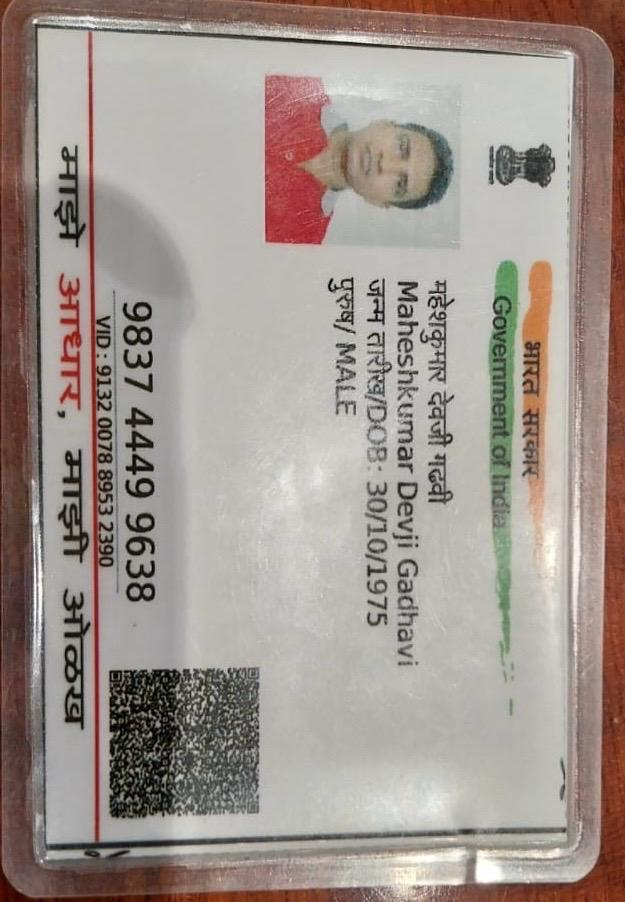 भारत सरकार
Government of India
महेशकुमार देवजी गढवी
Maheshkumar Devji Gadhavi
जन्म तारीख/DOB: 30/10/1975
पुरुष/ MALE
9837 4449 9638
VID : 9132 0078 8953 2390
माझे आधार, माझी ओळख